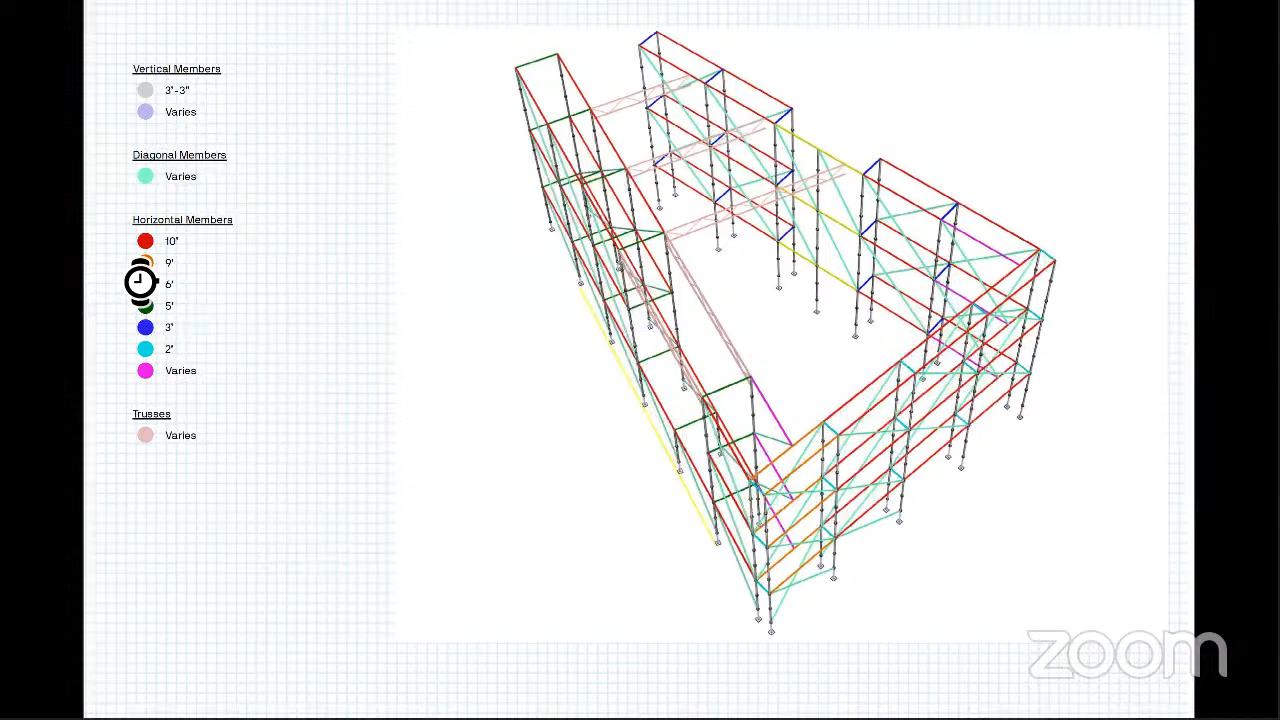 Vertical Members
3'-3"
Varies
Diagonal Members
Varies
Horizontal Members
10'
9'
6'
5'
3'
2'
Varies
Trusses
Varies
zoom